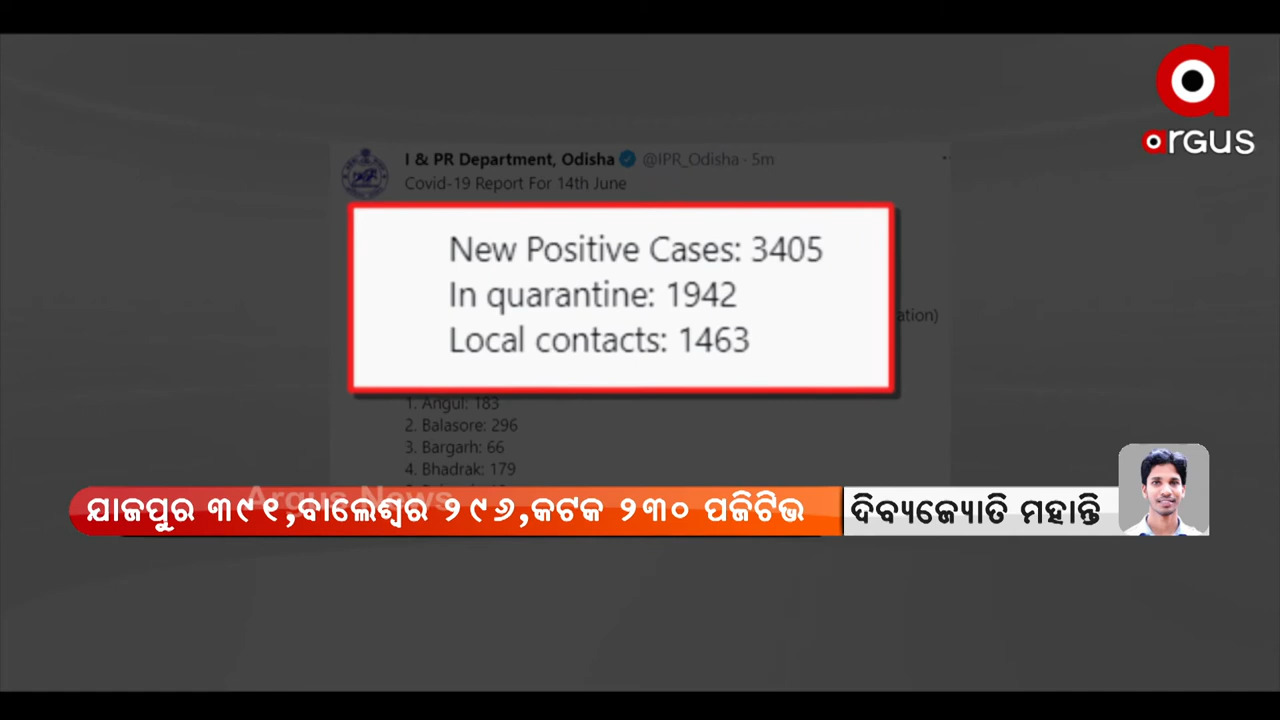 argus
I & PR Department, Odisha @IPR_Odisha · 5m
Covid-19 Report For 14th June
New Positive Cases: 3405
In quarantine: 1942
Local contacts: 1463
ation)
1. Angul: 183
2. Balasore: 296
3. Bargarh: 66
4. Bhadrak: 179
Argus News
ଯାଜପୁର ୩୯୧,ବାଲେଶ୍ୱର ୨୯୬,କଟକ ୨୩୦ ପଜିଟିଭ
ଦିବ୍ୟଜ୍ୟୋତି ମହାନ୍ତି